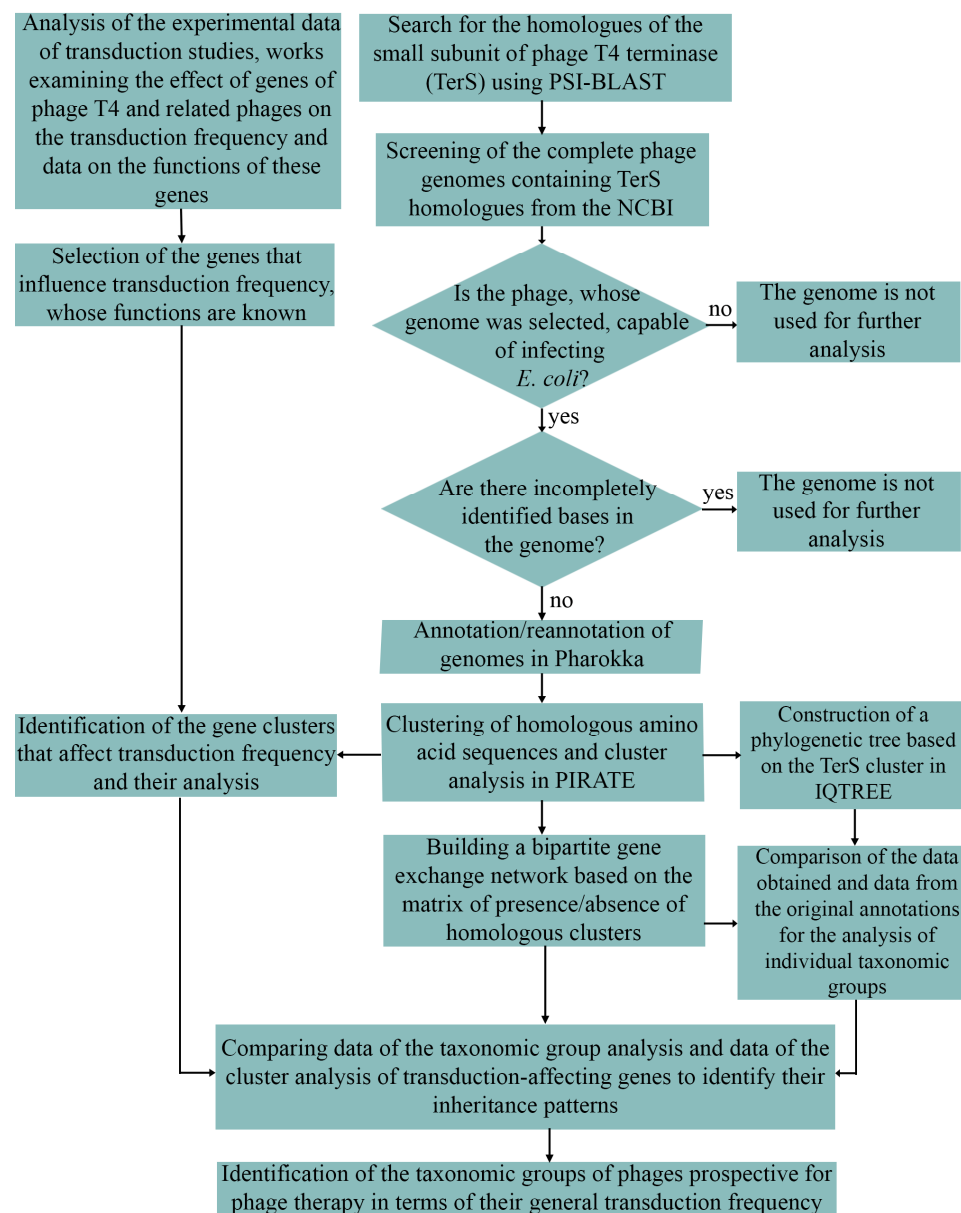 Analysis of the experimental data
of transduction studies, works
examining the effect of genes of
phage T4 and related phages on
the transduction frequency and
data on the functions of these
genes
Search for the homologues of the
small subunit of phage T4 terminase
(TerS) using PSI-BLAST
Screening of the complete phage
genomes containing TerS
homologues from the NCBI
Selection of the genes that
influence transduction frequency,
whose functions are known
Is the phage, whose
genome was selected, capable
of infecting
E. coli?
no
The genome is not
used for further
analysis
yes
Are there incompletely
identified bases in
the genome?
yes
The genome is not
used for further
analysis
no
Annotation/reannotation of
genomes in Pharokka
Identification of the gene clusters
that affect transduction frequency
and their analysis
Clustering of homologous amino
acid sequences and cluster
analysis in PIRATE
Construction of a
phylogenetic tree based
on the TerS cluster in
IQTREE
Building a bipartite gene
exchange network based on the
matrix of presence/absence of
homologous clusters
Comparison of the data
obtained and data from
the original annotations
for the analysis of
individual taxonomic
groups
Comparing data of the taxonomic group analysis and data of the
cluster analysis of transduction-affecting genes to identify their
inheritance patterns
Identification of the taxonomic groups of phages prospective for
phage therapy in terms of their general transduction frequency